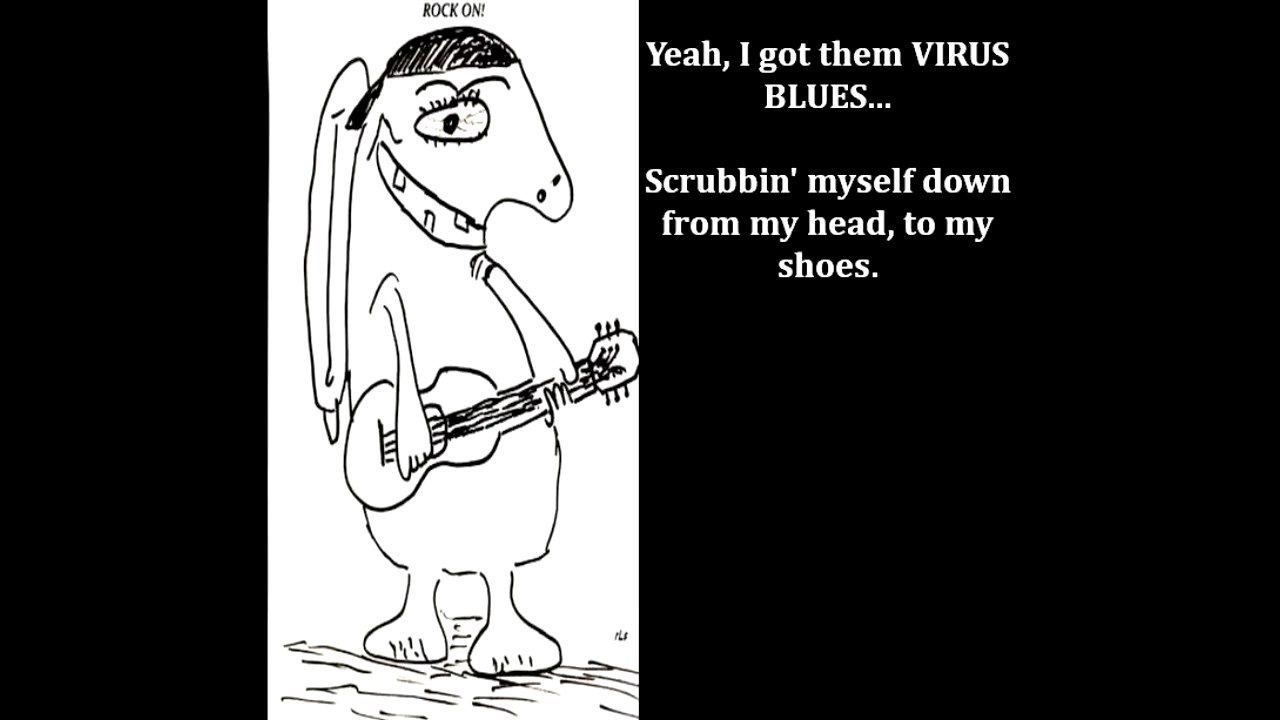 ROCK ON!
Yeah, I got them VIRUS
BLUES...
Scrubbin' myself down
from my head, to my
shoes.
rLs